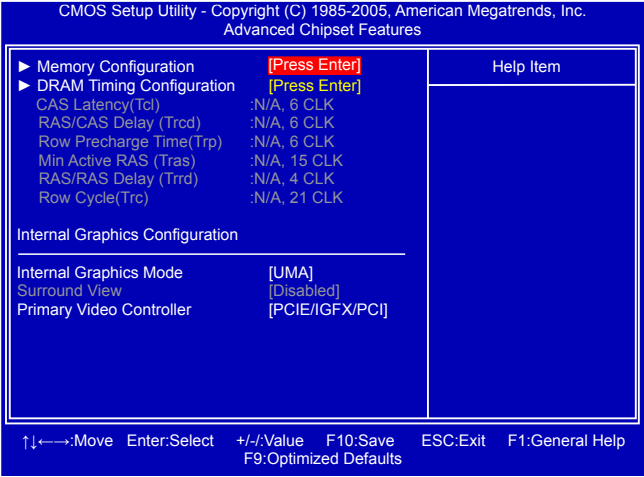 CMOS Setup Utility - Copyright (C) 1985-2005, American Megatrends, Inc.
Advanced Chipset Features
► Memory Configuration [Press Enter]
► DRAM Timing Configuration [Press Enter]
CAS Latency(Tcl) :N/A, 6 CLK
RAS/CAS Delay (Trcd) :N/A, 6 CLK
Row Precharge Time(Trp) :N/A, 6 CLK
Min Active RAS (Tras) :N/A, 15 CLK
RAS/RAS Delay (Trrd) :N/A, 4 CLK
Row Cycle(Trc) :N/A, 21 CLK
Internal Graphics Configuration
Internal Graphics Mode [UMA]
Surround View [Disabled]
Primary Video Controller [PCIE/IGFX/PCI]
Help Item
↑↓←→:Move Enter:Select +/-/:Value F10:Save ESC:Exit F1:General Help
F9:Optimized Defaults